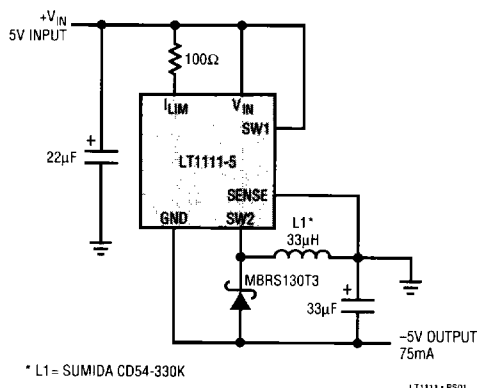 +VIN
5V INPUT
100Ω
ILIM
VIN
SW1
+
22µF
LT1111-5
SENSE
GND
SW2
L1*
33µH
MBRS130T3
+
33µF
–5V OUTPUT
75mA
* L1= SUMIDA CD54-330K